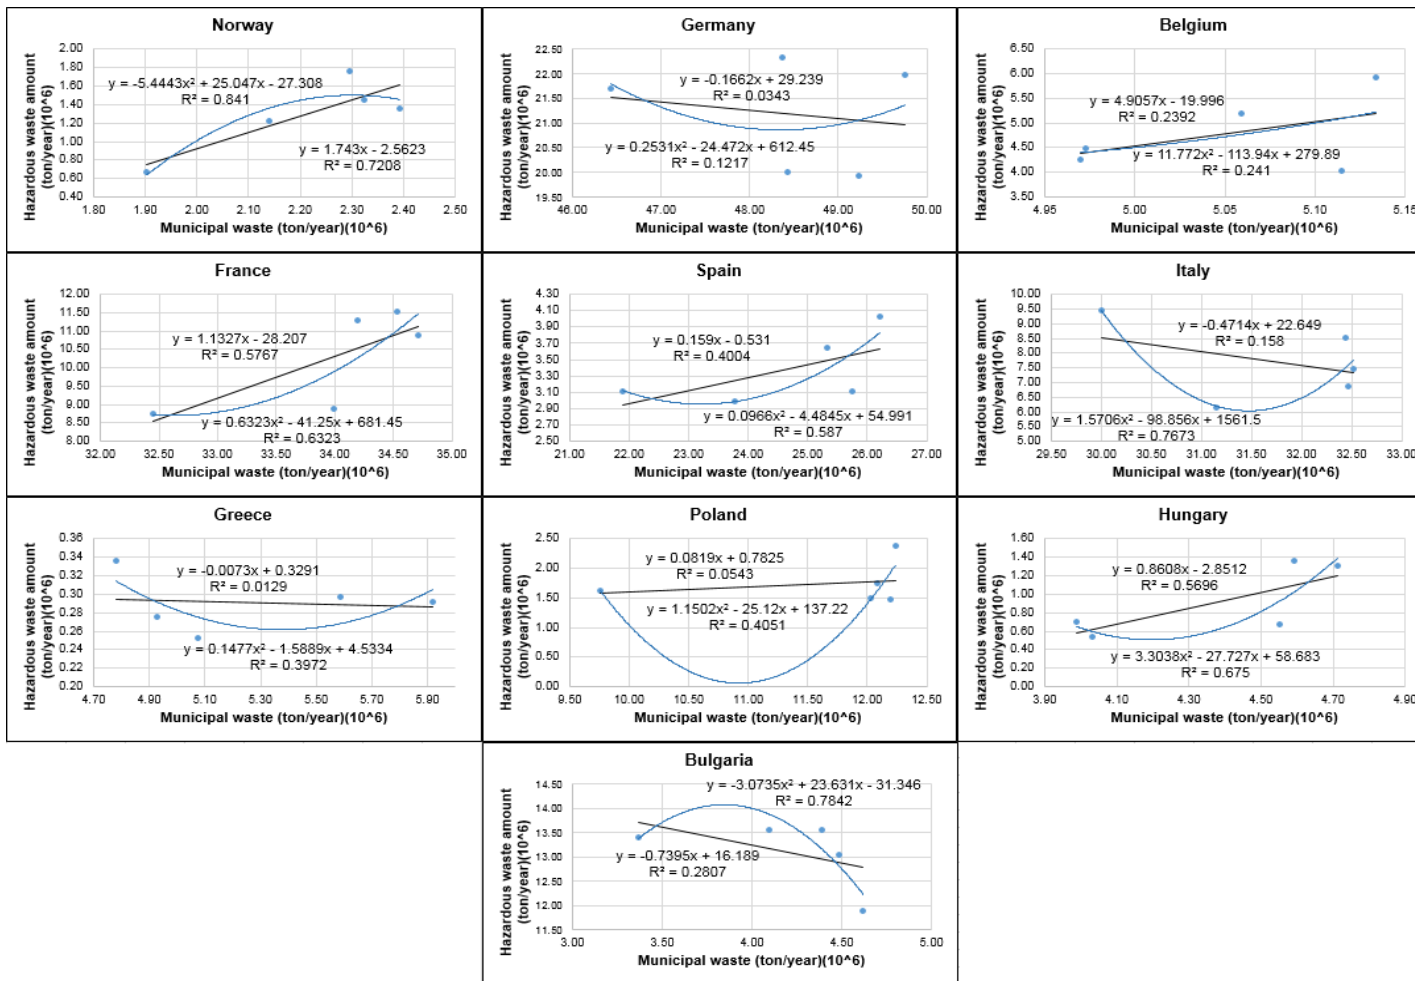 Norway
Hazardous waste amount
(ton/year)(10^6)
2.00
1.80
1.60
1.40
1.20
1.00
0.80
0.60
0.40
y = -5.4443x² + 25.047x - 27.308
R² = 0.841
y = 1.743x - 2.5623
R² = 0.7208
1.80 1.90 2.00 2.10 2.20 2.30 2.40 2.50
Municipal waste (ton/year)(10^6)
Germany
Hazardous waste amount
(ton/year)(10^6)
22.50
22.00
21.50
21.00
20.50
20.00
19.50
y = -0.1662x + 29.239
R² = 0.0343
y = 0.2531x² - 24.472x + 612.45
R² = 0.1217
46.00 47.00 48.00 49.00 50.00
Municipal waste (ton/year)(10^6)
Belgium
Hazardous waste amount
(ton/year)(10^6)
6.50
6.00
5.50
5.00
4.50
4.00
3.50
y = 4.9057x - 19.996
R² = 0.2392
y = 11.772x² - 113.94x + 279.89
R² = 0.241
4.95 5.00 5.05 5.10 5.15
Municipal waste (ton/year)(10^6)
France
Hazardous waste amount
(ton/year)(10^6)
12.00
11.50
11.00
10.50
10.00
9.50
9.00
8.50
8.00
y = 1.1327x - 28.207
R² = 0.5767
y = 0.6323x² - 41.25x + 681.45
R² = 0.6323
32.00 32.50 33.00 33.50 34.00 34.50 35.00
Municipal waste (ton/year)(10^6)
Spain
Hazardous waste amount
(ton/year)(10^6)
4.30
4.10
3.90
3.70
3.50
3.30
3.10
2.90
2.70
2.50
y = 0.159x - 0.531
R² = 0.4004
y = 0.0966x² - 4.4845x + 54.991
R² = 0.587
21.00 22.00 23.00 24.00 25.00 26.00 27.00
Municipal waste (ton/year)(10^6)
Italy
Hazardous waste amount
(ton/year)(10^6)
10.00
9.50
9.00
8.50
8.00
7.50
7.00
6.50
6.00
5.50
5.00
y = -0.4714x + 22.649
R² = 0.158
y = 1.5706x² - 98.856x + 1561.5
R² = 0.7673
29.50 30.00 30.50 31.00 31.50 32.00 32.50 33.00
Municipal waste (ton/year)(10^6)
Greece
Hazardous waste amount
(ton/year)(10^6)
0.36
0.34
0.32
0.30
0.28
0.26
0.24
0.22
0.20
y = -0.0073x + 0.3291
R² = 0.0129
y = 0.1477x² - 1.5889x + 4.5334
R² = 0.3972
4.70 4.90 5.10 5.30 5.50 5.70 5.90
Municipal waste (ton/year)(10^6)
Poland
Hazardous waste amount
(ton/year)(10^6)
2.50
2.00
1.50
1.00
0.50
0.00
y = 0.0819x + 0.7825
R² = 0.0543
y = 1.1502x² - 25.12x + 137.22
R² = 0.4051
9.50 10.00 10.50 11.00 11.50 12.00 12.50
Municipal waste (ton/year)(10^6)
Hungary
Hazardous waste amount
(ton/year)(10^6)
1.60
1.40
1.20
1.00
0.80
0.60
0.40
0.20
0.00
y = 0.8608x - 2.8512
R² = 0.5696
y = 3.3038x² - 27.727x + 58.683
R² = 0.675
3.90 4.10 4.30 4.50 4.70 4.90
Municipal waste (ton/year)(10^6)
Bulgaria
Hazardous waste amount
(ton/year)(10^6)
14.50
14.00
13.50
13.00
12.50
12.00
11.50
y = -3.0735x² + 23.631x - 31.346
R² = 0.7842
y = -0.7395x + 16.189
R² = 0.2807
3.00 3.50 4.00 4.50 5.00
Municipal waste (ton/year)(10^6)